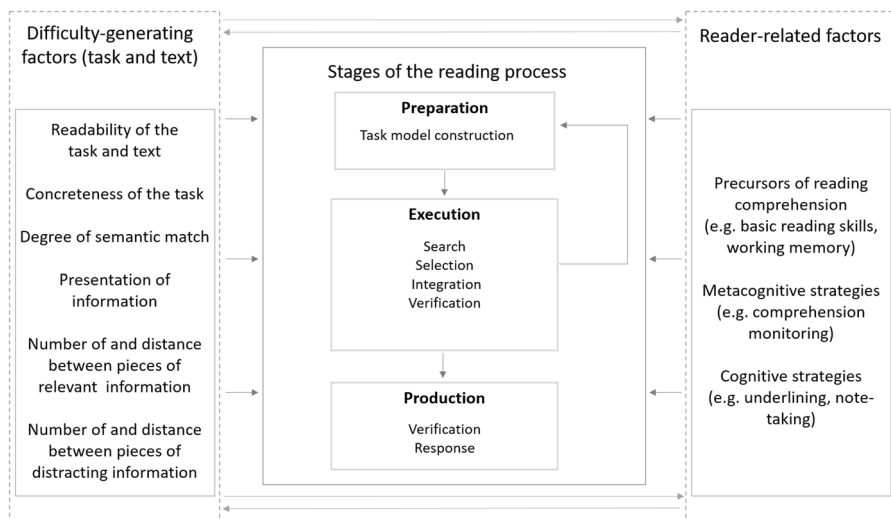 Difficulty-generating
factors (task and text)
Readability of the
task and text
Concreteness of the task
Degree of semantic match
Presentation of
information
Number of and distance
between pieces of
relevant information
Number of and distance
between pieces of
distracting information
Stages of the reading process
Preparation
Task model construction
Execution
Search
Selection
Integration
Verification
Production
Verification
Response
Reader-related factors
Precursors of reading
comprehension
(e.g. basic reading skills,
working memory)
Metacognitive strategies
(e.g. comprehension
monitoring)
Cognitive strategies
(e.g. underlining, note-
taking)